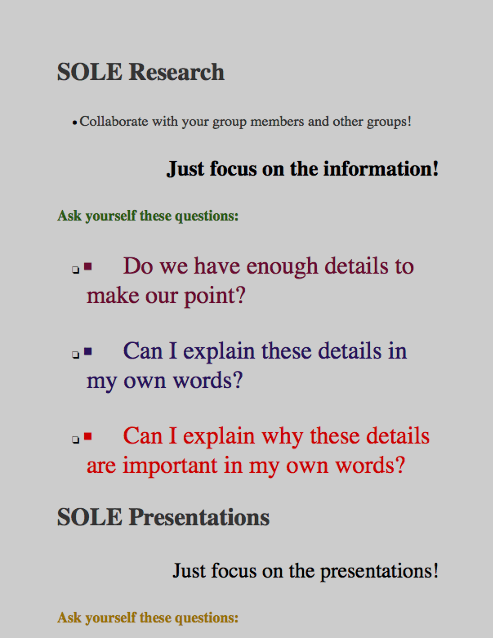 SOLE Research
• Collaborate with your group members and other groups!
Just focus on the information!
Ask yourself these questions:
❏ ■ Do we have enough details to
make our point?
❏ ■ Can I explain these details in
my own words?
❏ ■ Can I explain why these details
are important in my own words?
SOLE Presentations
Just focus on the presentations!
Ask yourself these questions: